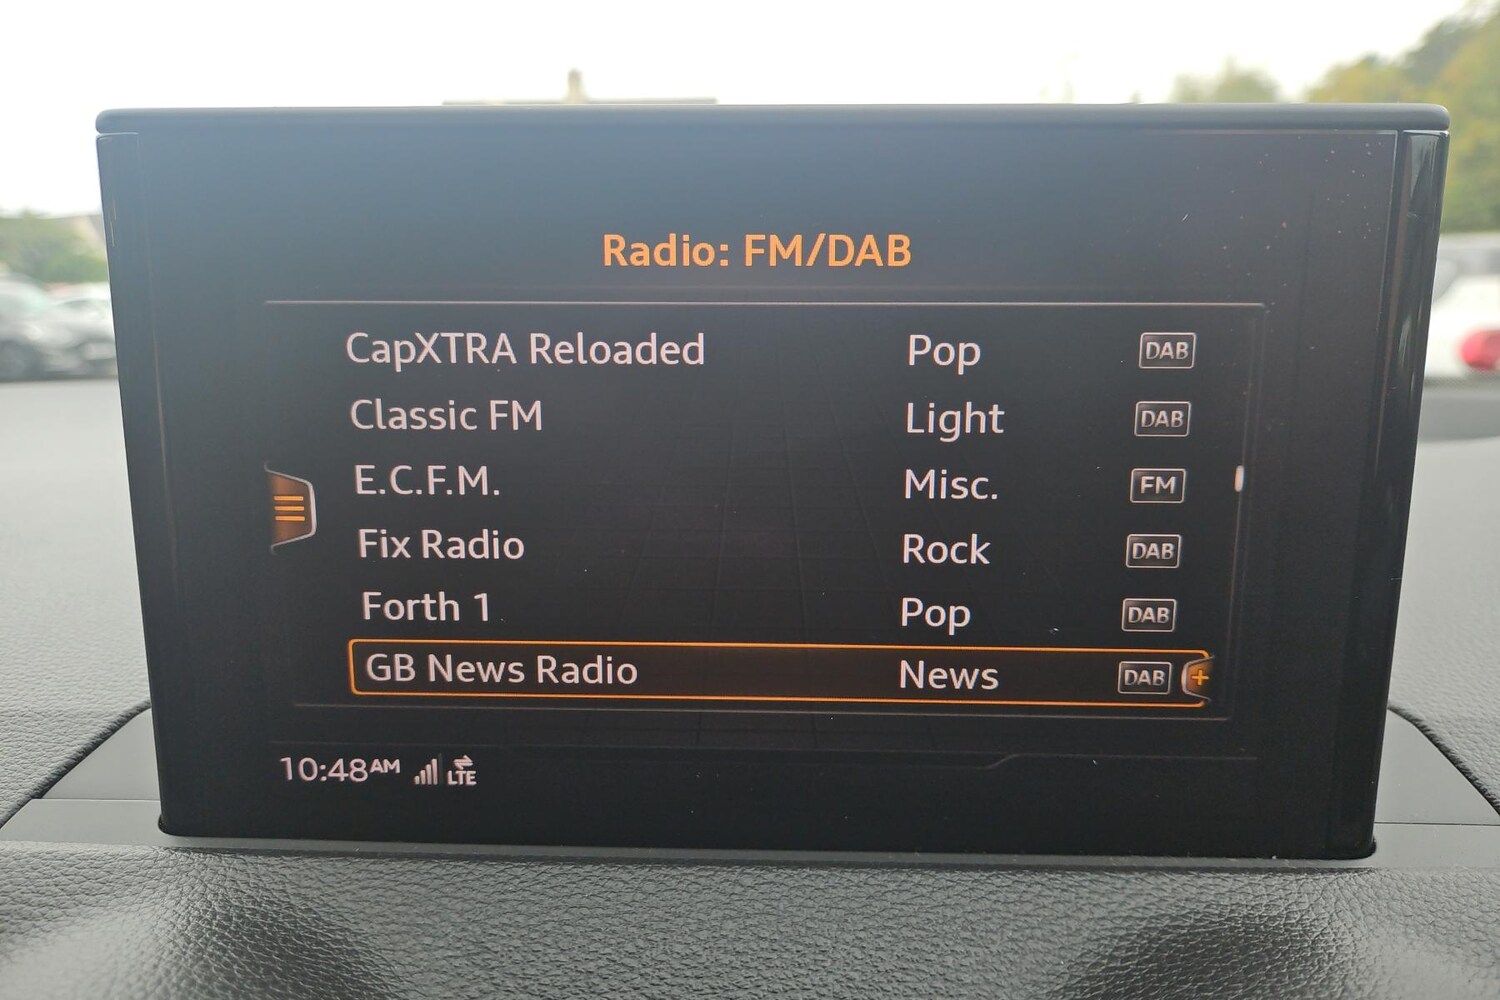 Radio: FM/DAB
CapXTRA Reloaded Pop DAB
Classic FM Light DAB
E.C.F.M. Misc. FM
Fix Radio Rock DAB
Forth 1 Pop DAB
GB News Radio News DAB +
10:48AM LTE